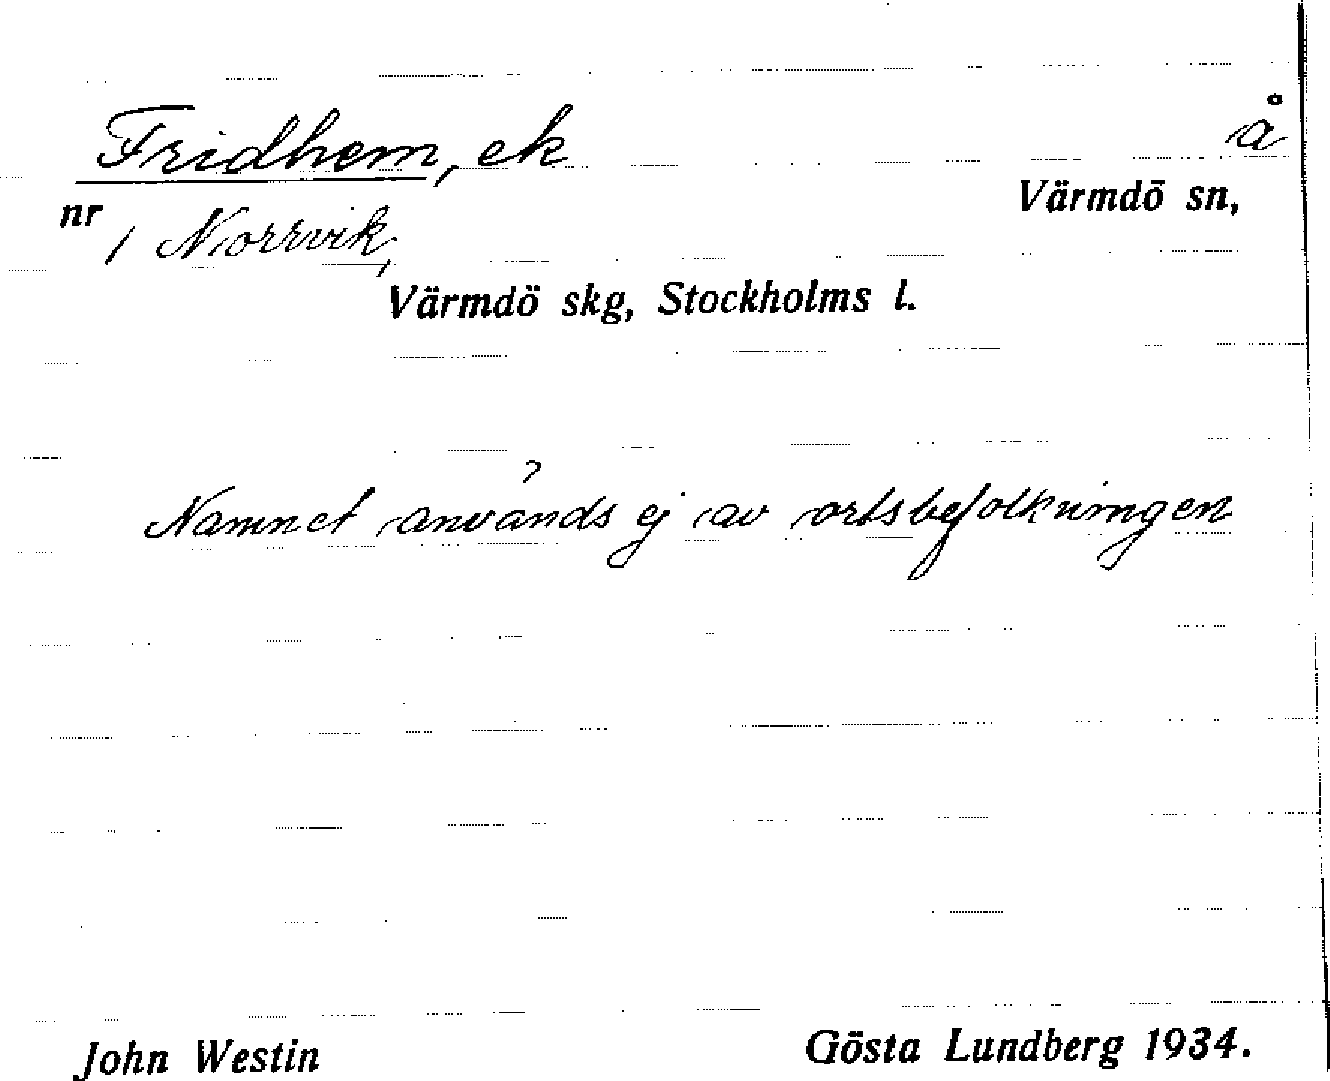 Fridhem, ek
å
Värmdö sn,
nr 1 Norrvik,
Värmdö skg, Stockholms l.
Namnet används ej av ortsbefolkningen
John Westin
Gösta Lundberg 1934.